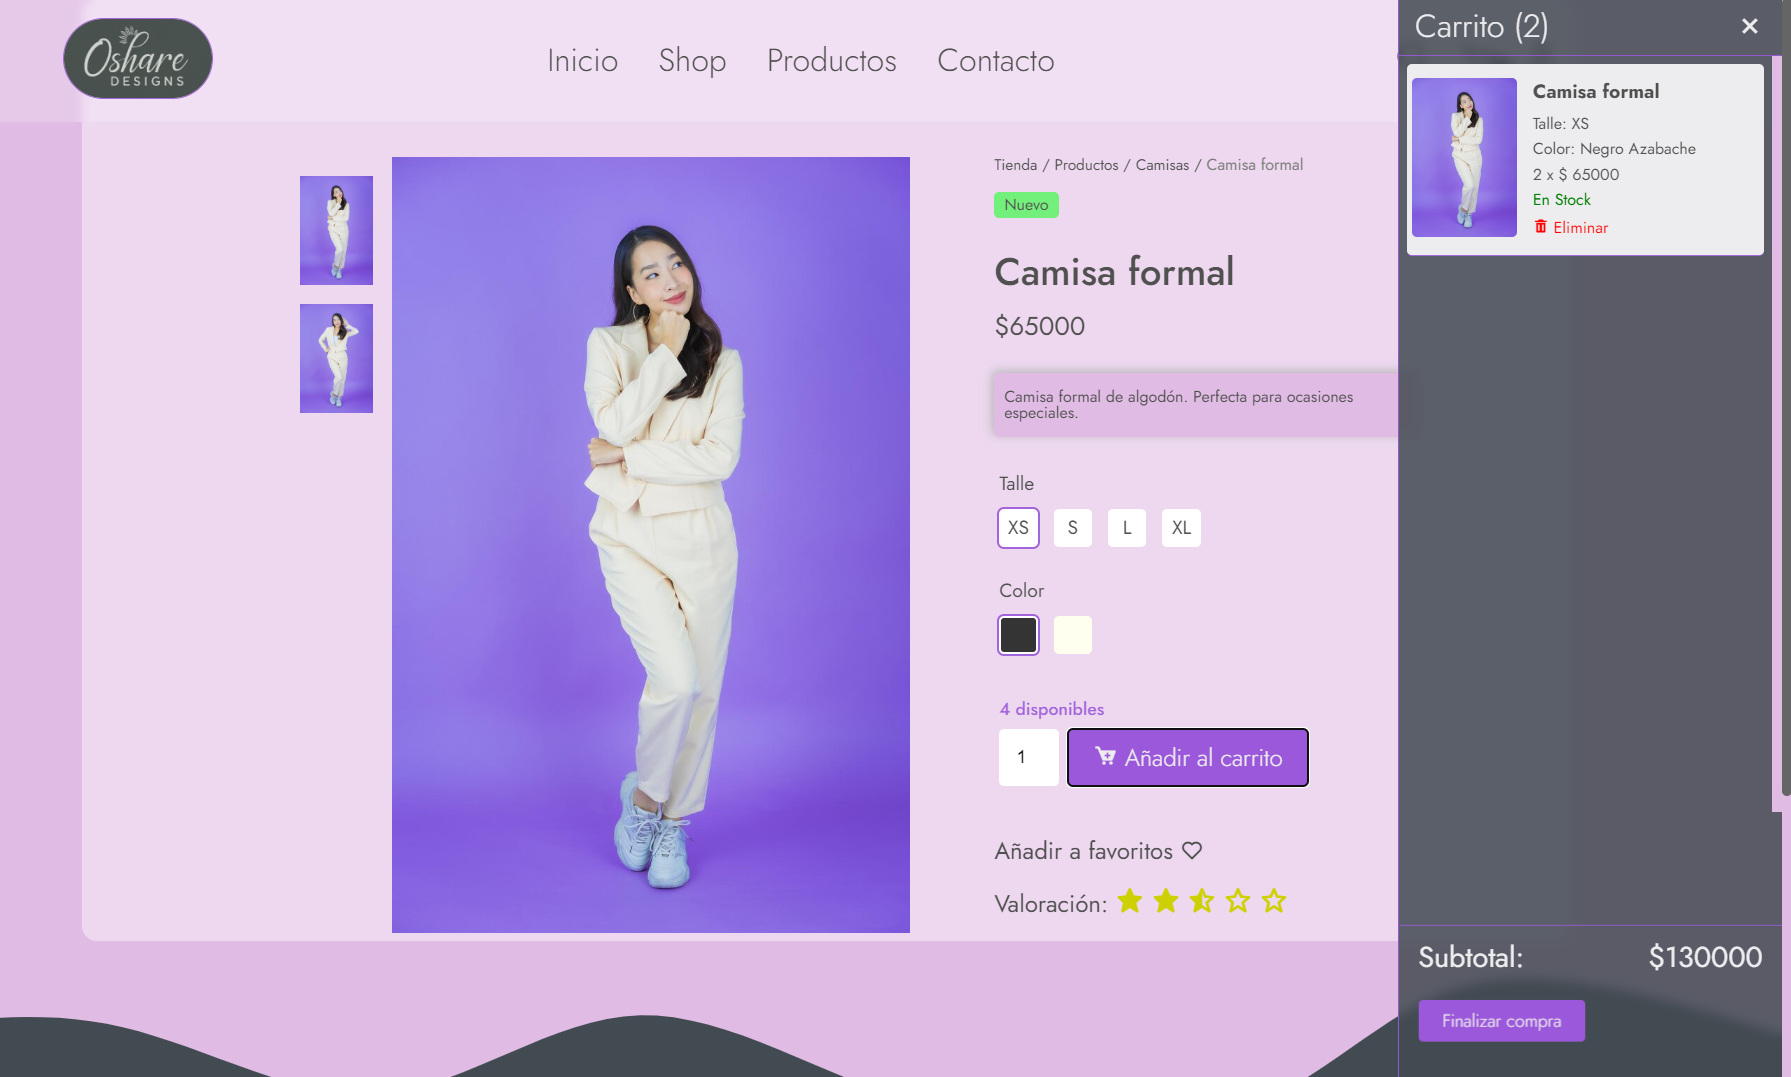 Oshare
DESIGNS
Inicio
Shop
Productos
Contacto
Tienda / Productos / Camisas / Camisa formal
Nuevo
Camisa formal
$65000
Camisa formal de algodón. Perfecta para ocasiones
especiales.
Talle
XS
S
L
XL
Color
4 disponibles
1
Añadir al carrito
Añadir a favoritos
Valoración:
Carrito (2)
Camisa formal
Talle: XS
Color: Negro Azabache
2 x $ 65000
En Stock
Eliminar
Subtotal:
$130000
Finalizar compra